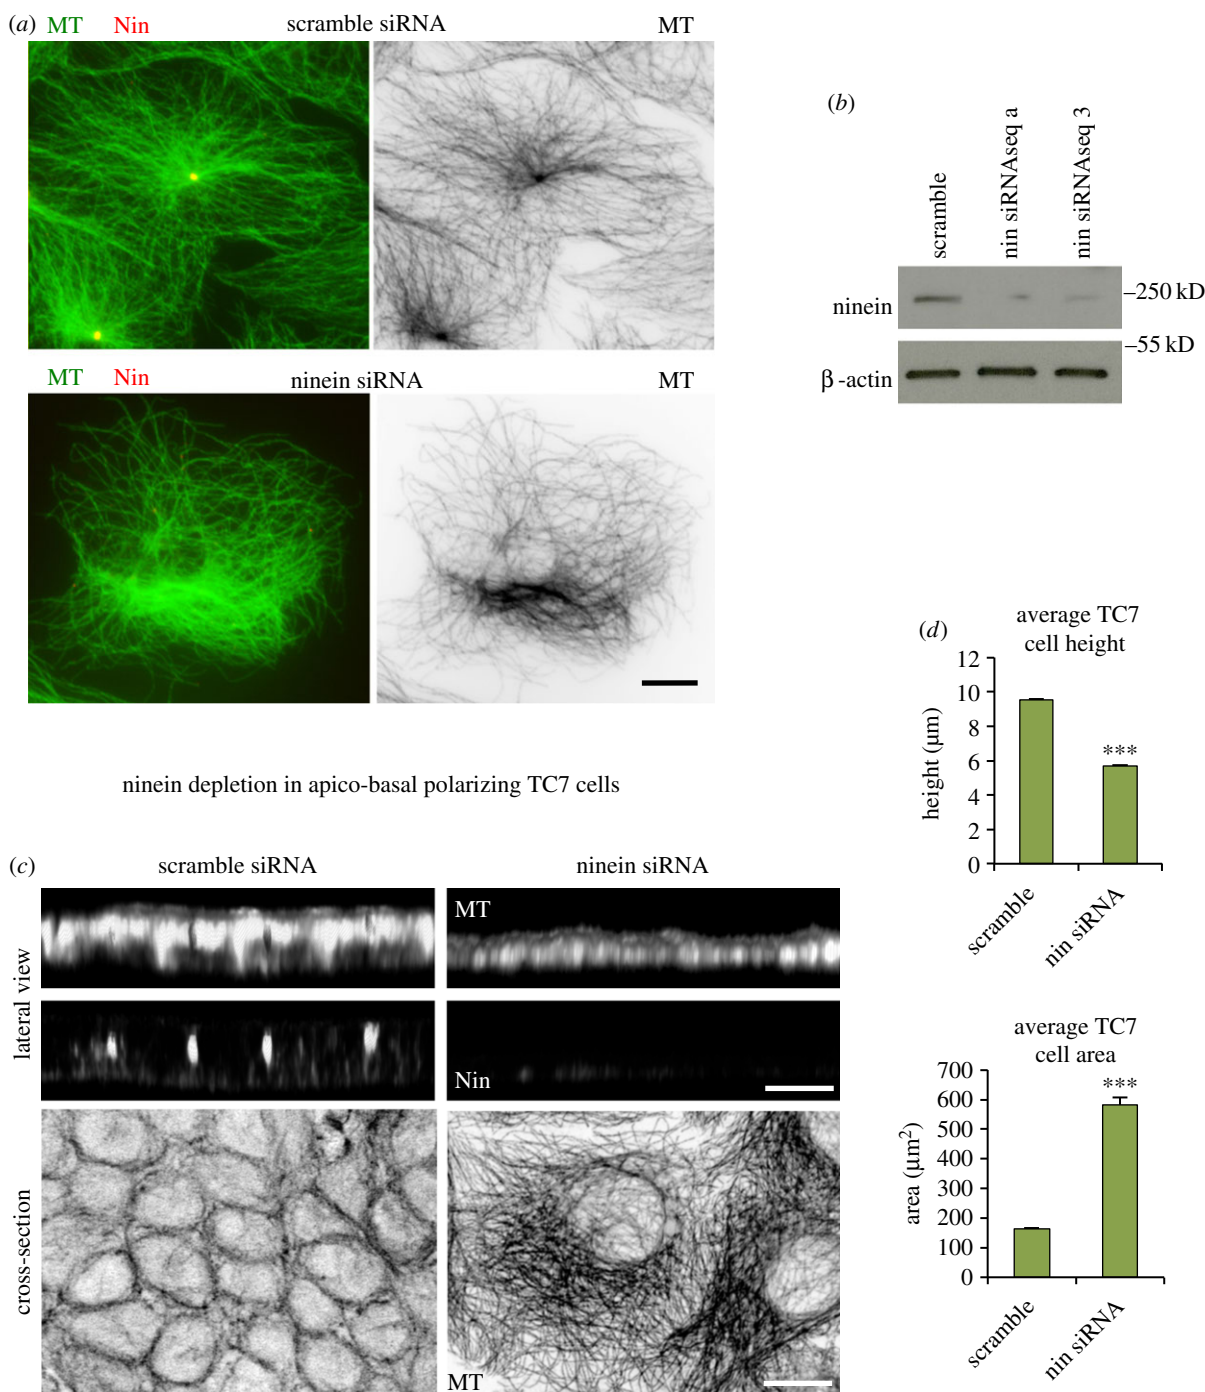 (a) MT Nin scramble siRNA MT
MT Nin ninein siRNA MT
(b)
scramble
nin siRNAseq a
nin siRNAseq 3
ninein
–250 kD
–55 kD
β-actin
ninein depletion in apico-basal polarizing TC7 cells
(c) scramble siRNA ninein siRNA
lateral view
MT
Nin
cross-section
MT
(d) average TC7
cell height
height (µm)
12
10
8
6
4
2
0
***
scramble
nin siRNA
average TC7
cell area
area (µm²)
700
600
500
400
300
200
100
0
***
scramble
nin siRNA